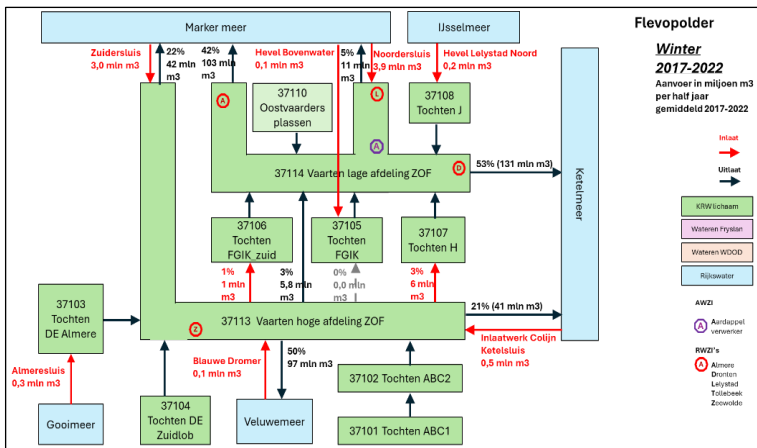 Marker meer
IJsselmeer
Flevopolder
Winter
2017-2022
Aanvoer in miljoen m3
per half jaar
gemiddeld 2017-2022
Zuidersluis
3,0 mln m3
22%
42 mln
m3
42%
103 mln
m3
Hevel Bovenwater
0,1 mln m3
5%
11 mln
m3
Noordersluis
3,9 mln m3
Hevel Lelystad Noord
0,2 mln m3
37110
Oostvaarders
plassen
37108
Tochten J
A
L
A
D
37114 Vaarten lage afdeling ZOF
53% (131 mln m3)
Ketelmeer
Inlaat
Uitlaat
KRW lichaam
Wateren Fryslan
Wateren WDOD
Rijkswater
37106
Tochten
FGIK_zuid
37105
Tochten
FGIK
37107
Tochten H
1%
1 mln
m3
3%
5,8 mln
m3
0%
0,0 mln
m3
3%
6 mln
m3
37103
Tochten
DE Almere
Z
37113 Vaarten hoge afdeling ZOF
21% (41 mln m3)
Inlaatwerk Colijn
Ketelsluis
0,5 mln m3
AWZI
A
Aardappel
verwerker
RWZI's
A
Almere
Dronten
Lelystad
Tollebeek
Zeewolde
Almeresluis
0,3 mln m3
Blauwe Dromer
0,1 mln m3
50%
97 mln m3
37102 Tochten ABC2
37101 Tochten ABC1
Gooimeer
37104
Tochten DE
Zuidlob
Veluwemeer